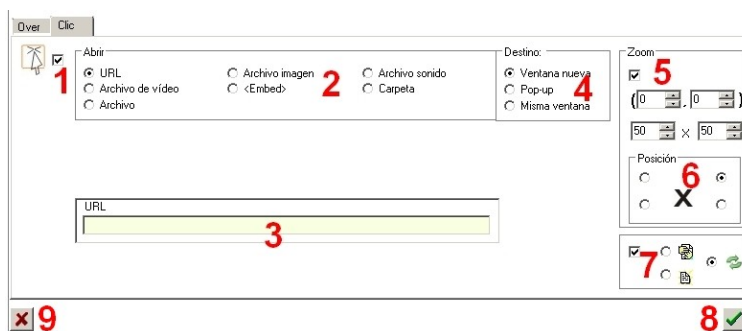 Over Clic
Abrir
Destino:
Zoom
1
2
4
5
URL
Archivo imagen
Archivo sonido
Ventana nueva
Archivo de vídeo
<Embed>
Carpeta
Pop-up
Archivo
Misma ventana
(0 , 0 )
50 x 50
Posición
6
X
URL
3
7
9
8